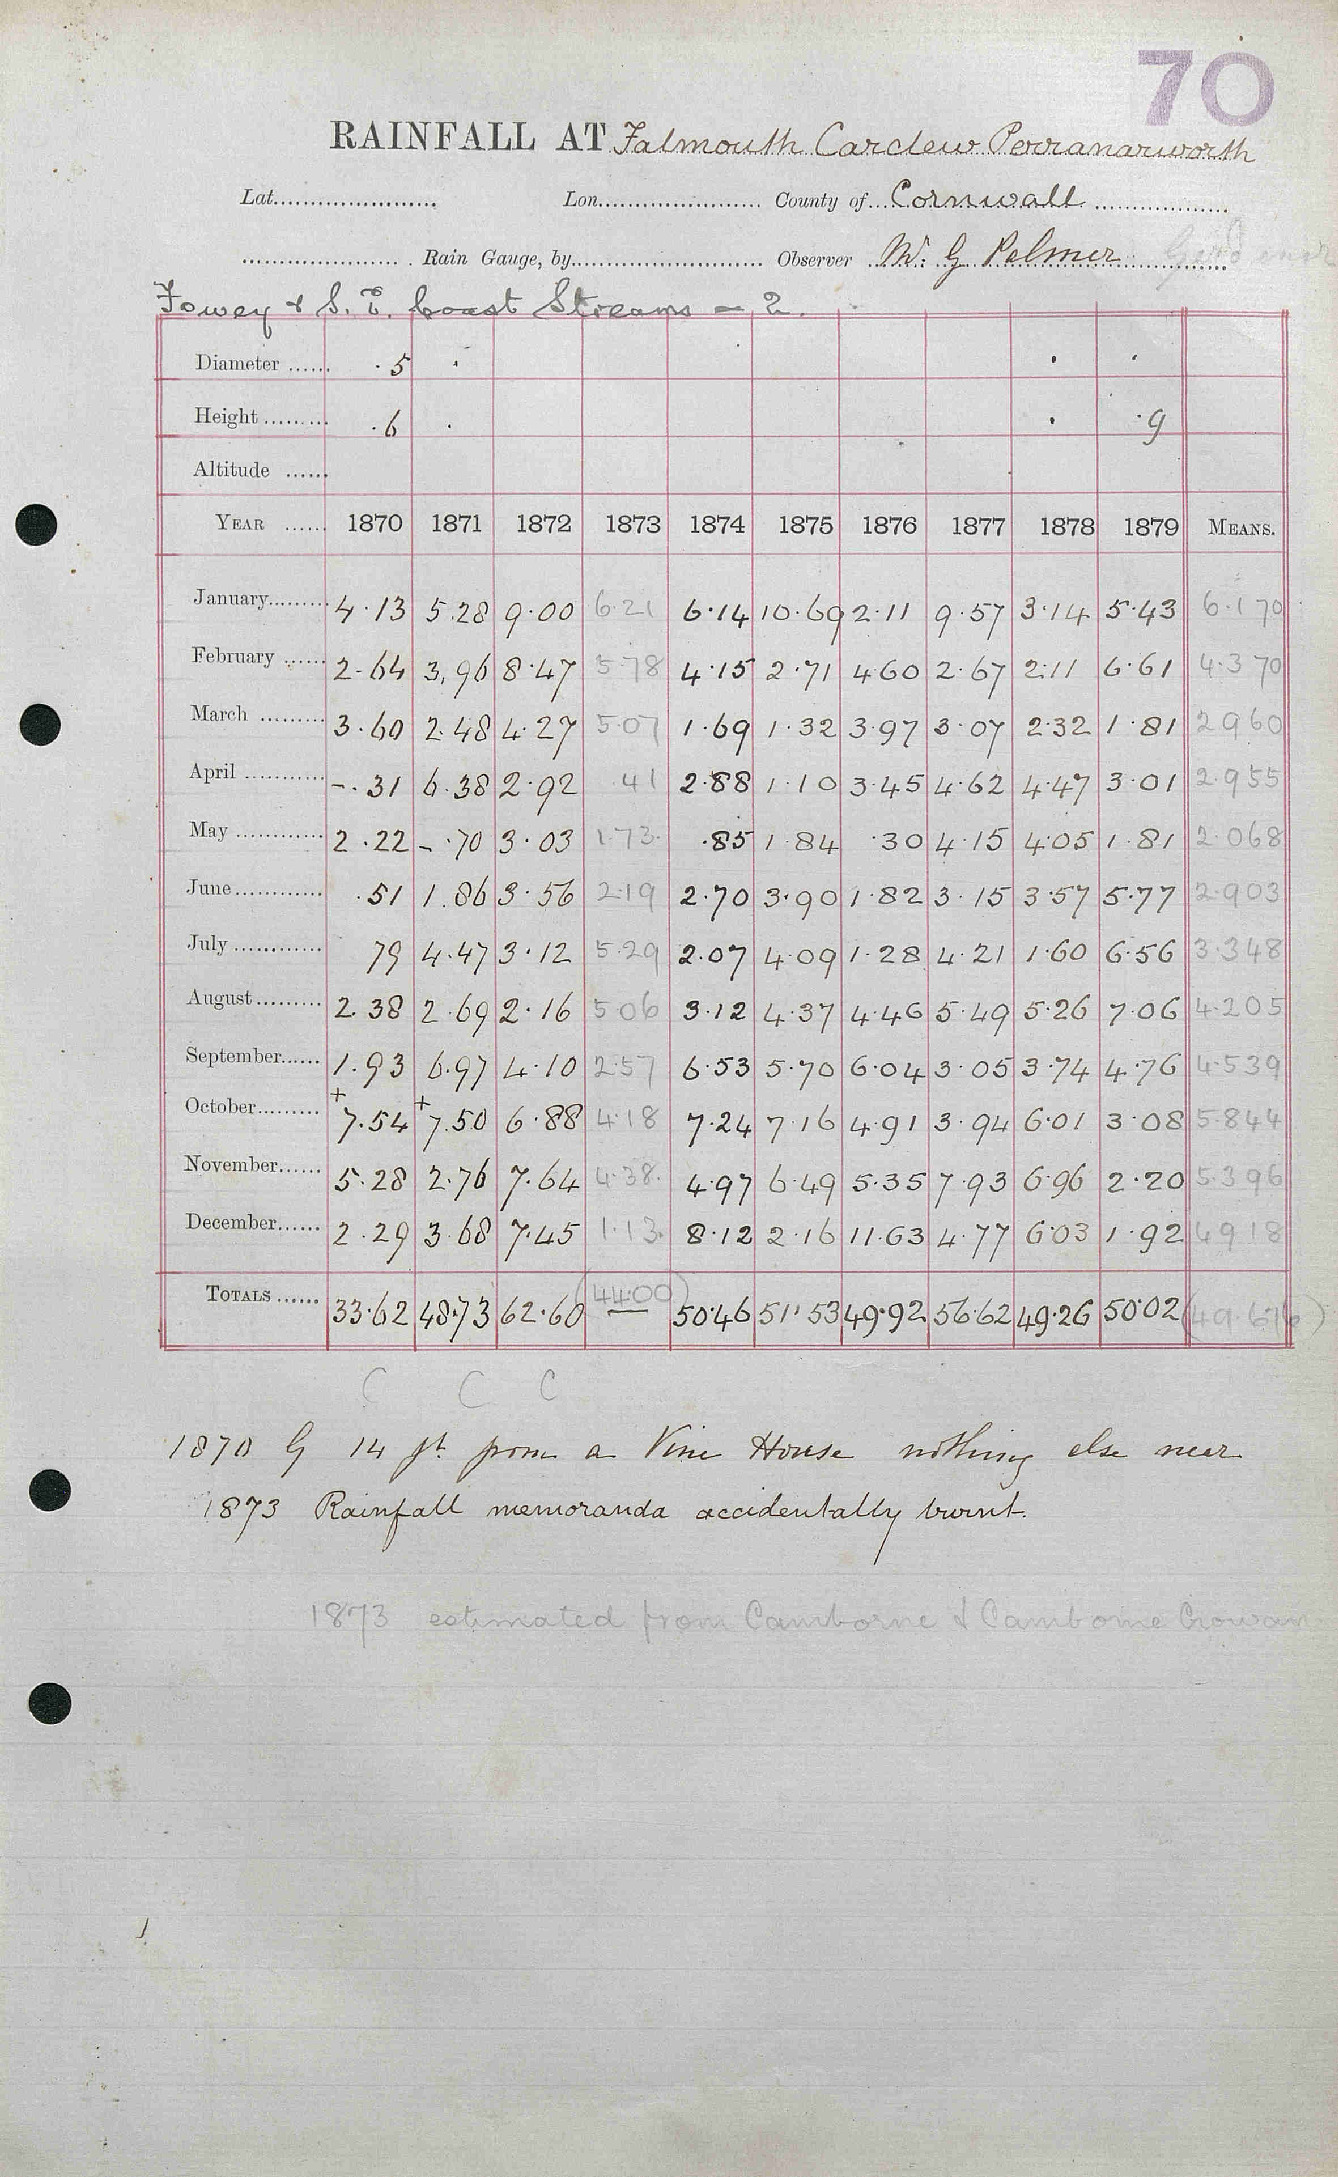 70
RAINFALL AT Falmouth Carclew Perranarworth
Lat. Lon. County of Cornwall
Rain Gauge, by Observer W. G Palmer
Fowey & S. E. Coast Streams - 2.
Diameter ·5
Height ·6 ·9
Altitude
YEAR 1870 1871 1872 1873 1874 1875 1876 1877 1878 1879 MEANS.
January 4·13 5.28 9·00 6·21 6·14 10·69 2·11 9·57 3·14 5·43 6·170
February 2·64 3,96 8·47 5·78 4·15 2·71 4·60 2·67 2·11 6·61 4·370
March 3·60 2·48 4·27 5·07 1·69 1·32 3·97 3·07 2·32 1·81 2·960
April -·31 6·38 2·92 ·41 2·88 1·10 3·45 4·62 4·47 3·01 2·955
May 2·22 -·70 3·03 1·73 ·85 1·84 ·30 4·15 4·05 1·81 2·068
June ·51 1.86 3·56 2·19 2·70 3·90 1·82 3·15 3·57 5·77 2·903
July 79 4·47 3·12 5·29 2·07 4·09 1·28 4·21 1·60 6·56 3·348
August 2.38 2·69 2·16 5·06 3·12 4·37 4·46 5·49 5·26 7·06 4·205
September 1·93 6·97 4·10 2·57 6·53 5·70 6·04 3·05 3·74 4·76 4·539
October +7·54 +7.50 6·88 4·18 7·24 7·16 4·91 3·94 6·01 3·08 5·844
November 5·28 2·76 7·64 4·38 4·97 6·49 5·35 7·93 6·96 2·20 5·396
December 2·29 3·68 7·45 1·13 8·12 2·16 11·63 4·77 6·03 1·92 4918
TOTALS 33·62 48·73 62·60 (44·00) 50·46 51·53 49·92 56·62 49·26 50·02 (49·676)
C C C
1870 G 14 ft from a Vine House nothing else near
1873 Rainfall memoranda accidentally burnt.
1873 estimated from Camborne & Camborne Crowan